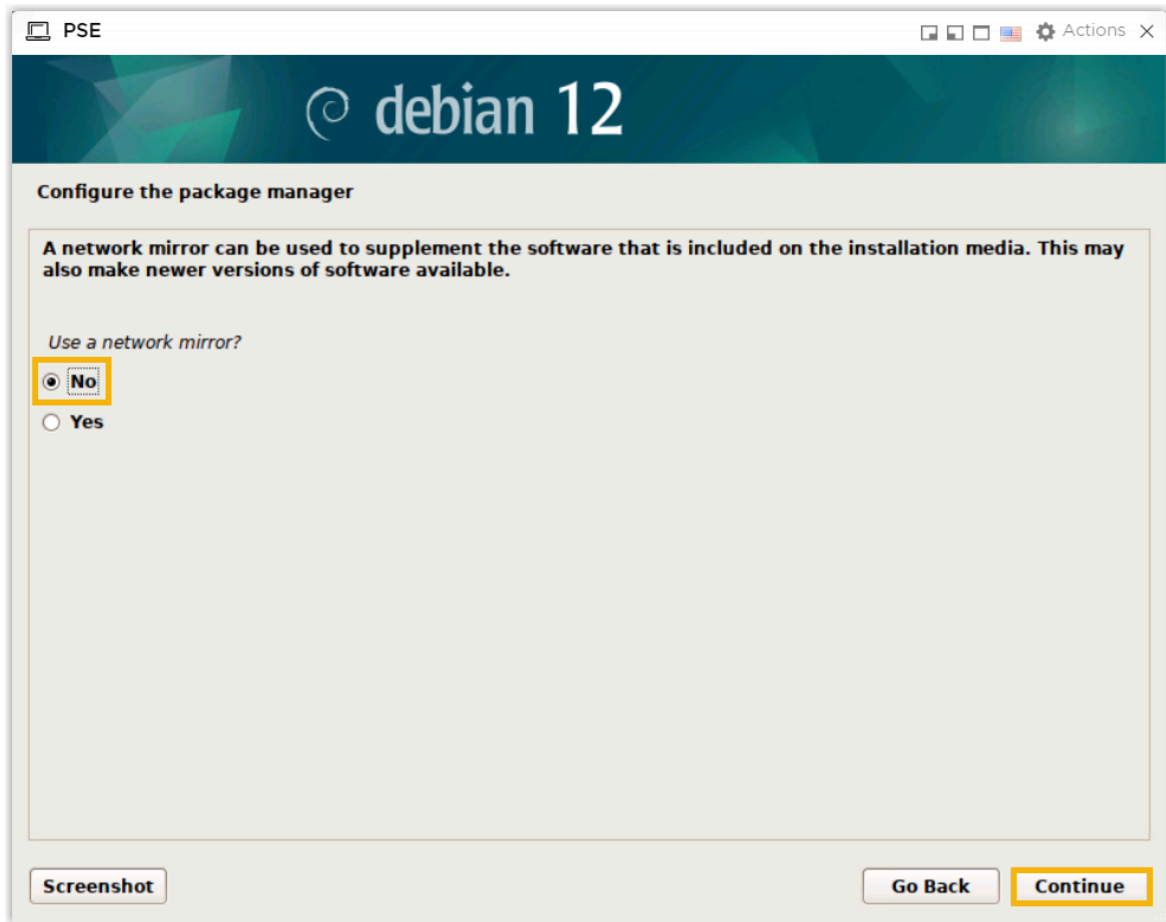 PSE
Actions
debian 12
Configure the package manager
A network mirror can be used to supplement the software that is included on the installation media. This may
also make newer versions of software available.
Use a network mirror?
No
Yes
Screenshot
Go Back
Continue